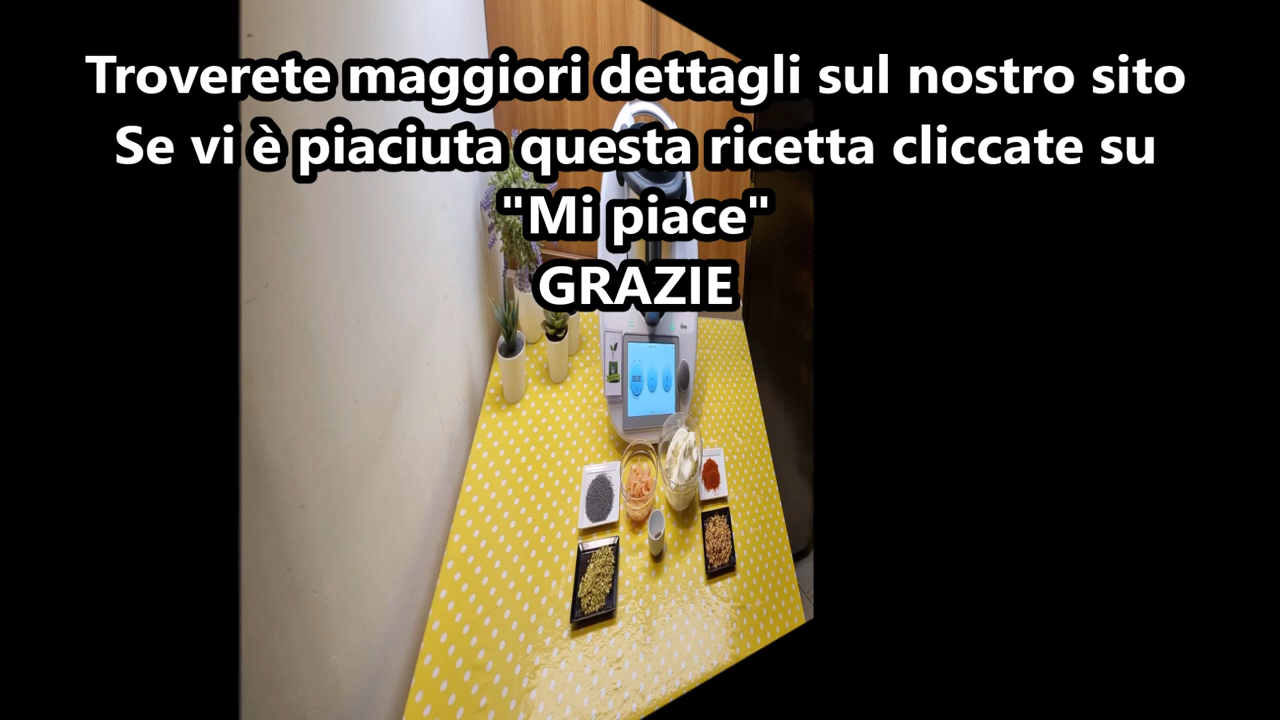 Troverete maggiori dettagli sul nostro sito
Se vi è piaciuta questa ricetta cliccate su
"Mi piace"
GRAZIE